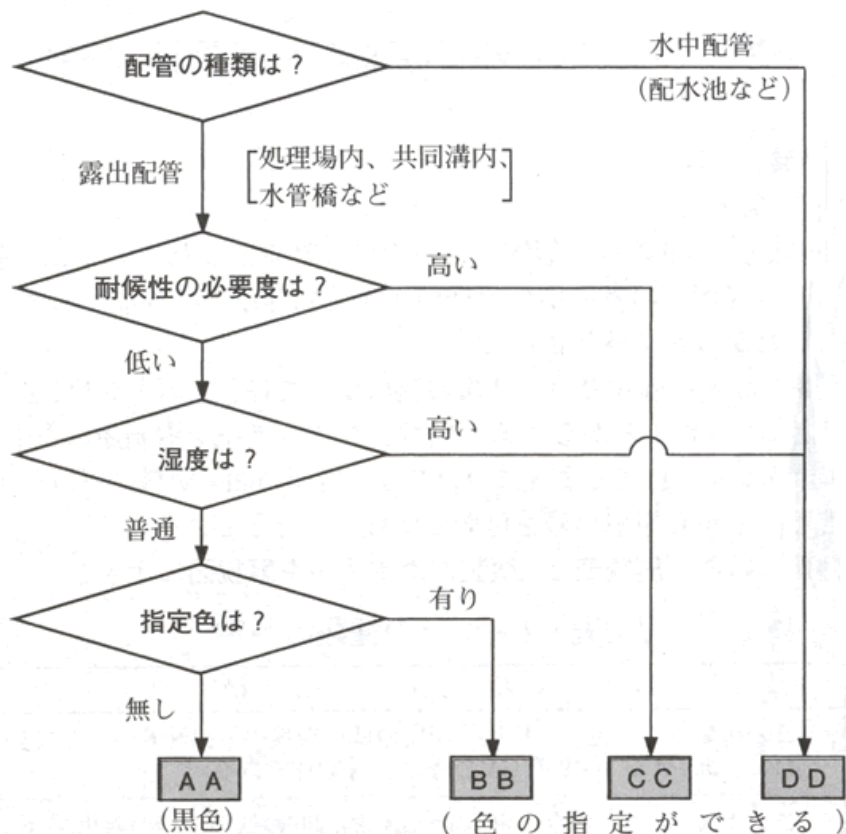 配管の種類は?
水中配管
(配水池など)
露出配管
処理場内、共同溝内、
水管橋など
耐候性の必要度は?
高い
低い
湿度は?
高い
普通
指定色は?
有り
無し
AA
BB
CC
DD
(黒色)
(色の指定ができる)